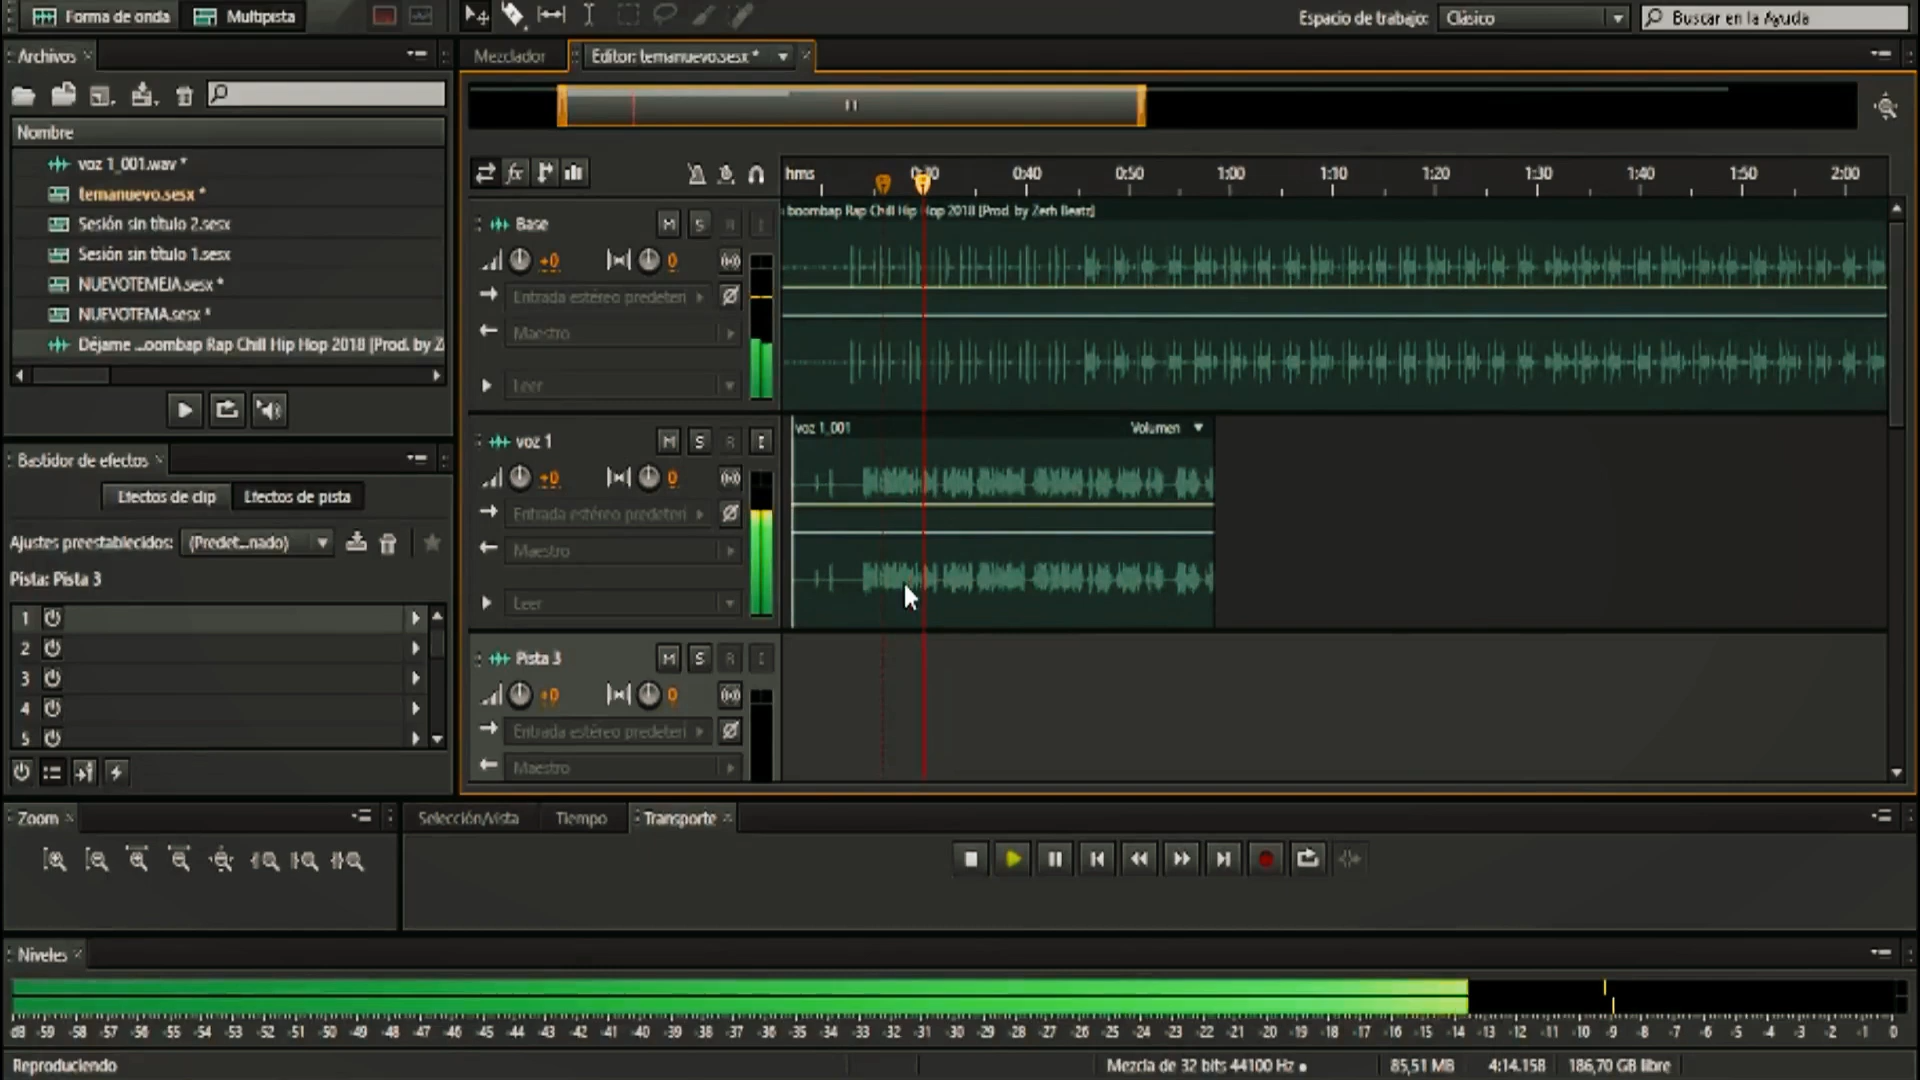 Forma de onda Multipista Espacio de trabajo: Clásico Buscar en la Ayuda
Archivos
Nombre
voz 1_001.wav *
temanuevo.sesx *
Sesión sin título 2.sesx
Sesión sin título 1.sesx
NUEVOTEMEJA.sesx *
NUEVOTEMA.sesx *
Déjame ...oombap Rap Chill Hip Hop 2018 [Prod. by Z
Bastidor de efectos
Efectos de clip Efectos de pista
Ajustes preestablecidos: (Predet...nado)
Pista: Pista 3
1
2
3
4
5
Mezclador Editor: temanuevo.sesx *
fx hms 0:30 0:40 0:50 1:00 1:10 1:20 1:30 1:40 1:50 2:00
boombap Rap Chill Hip Hop 2018 [Prod. by Zerh Beatz]
Base M S R I
+0 0
Entrada estéreo predeteri
Maestro
Leer
voz 1 M S R I
voz 1_001 Volumen
+0 0
Entrada estéreo predeteri
Maestro
Leer
Pista 3 M S R I
+0 0
Entrada estéreo predeteri
Maestro
Zoom
Selección/vista Tiempo Transporte
Niveles
dB -59 -58 -57 -56 -55 -54 -53 -52 -51 -50 -49 -48 -47 -46 -45 -44 -43 -42 -41 -40 -39 -38 -37 -36 -35 -34 -33 -32 -31 -30 -29 -28 -27 -26 -25 -24 -23 -22 -21 -20 -19 -18 -17 -16 -15 -14 -13 -12 -11 -10 -9 -8 -7 -6 -5 -4 -3 -2 -1 0
Reproduciendo Mezcla de 32 bits 44100 Hz 85,51 MB 4:14.158 186,70 GB libre